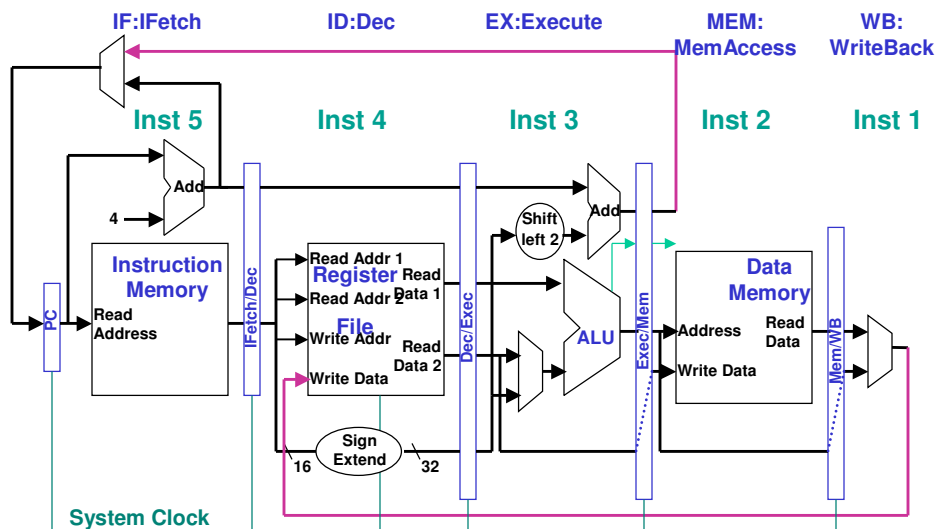 IF:IFetch
ID:Dec
EX:Execute
MEM:
MemAccess
WB:
WriteBack
Inst 5
Inst 4
Inst 3
Inst 2
Inst 1
Add
4
Shift
left 2
Add
Instruction
Memory
Read
Address
PC
IFetch/Dec
Read Addr 1
Register
Read
Data 1
Read Addr 2
File
Write Addr
Read
Data 2
Write Data
Dec/Exec
ALU
Exec/Mem
Data
Memory
Address
Read
Data
Write Data
Mem/WB
Sign
Extend
16
32
System Clock